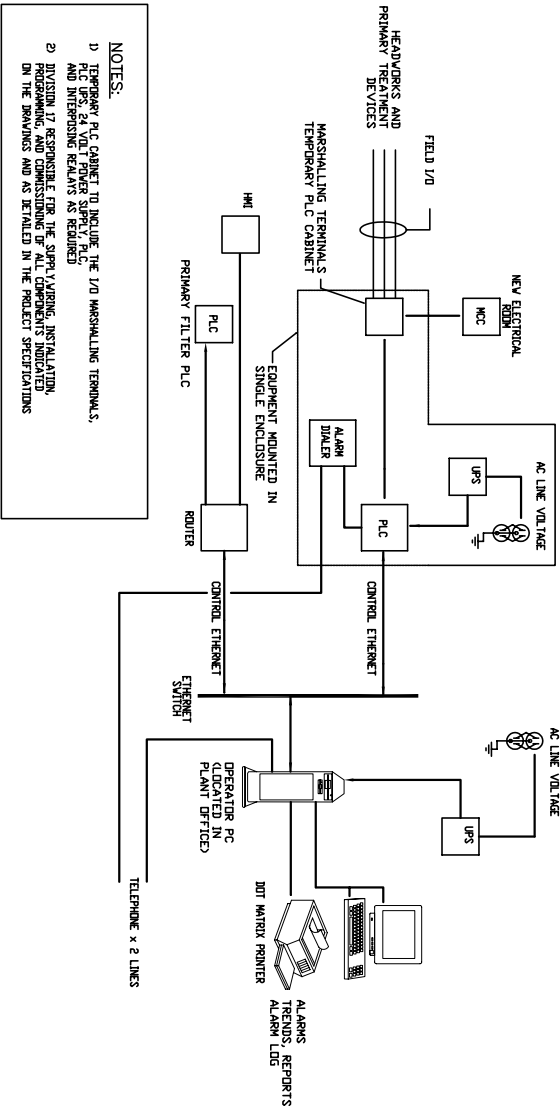 HEADWORKS AND
PRIMARY TREATMENT
DEVICES
FIELD I/O
MARSHALLING TERMINALS
TEMPORARY PLC CABINET
NEW ELECTRICAL
ROOM
MCC
AC LINE VOLTAGE
UPS
ALARM
DIALER
PLC
EQUPMENT MOUNTED IN
SINGLE ENCLOSURE
CONTROL ETHERNET
HMI
PLC
PRIMARY FILTER PLC
ROUTER
CONTROL ETHERNET
ETHERNET
SWITCH
AC LINE VOLTAGE
UPS
OPERATOR PC
(LOCATED IN
PLANT OFFICE)
DOT MATRIX PRINTER
ALARMS
TRENDS, REPORTS
ALARM LOG
TELEPHONE x 2 LINES
NOTES:
1) TEMPORARY PLC CABINET TO INCLUDE THE I/O MARSHALLING TERMINALS,
PLC UPS, 24 VOLT POWER SUPPLY, PLC,
AND INTERPOSING REALAYS AS REQUIRED
2) DIVISION 17 RESPONSIBLE FOR THE SUPPLY,WIRING, INSTALLATION,
PROGRAMMING, AND COMMISSIONING OF ALL COMPONENTS INDICATED
ON THE DRAWINGS AND AS DETAILED IN THE PROJECT SPECIFICATIONS